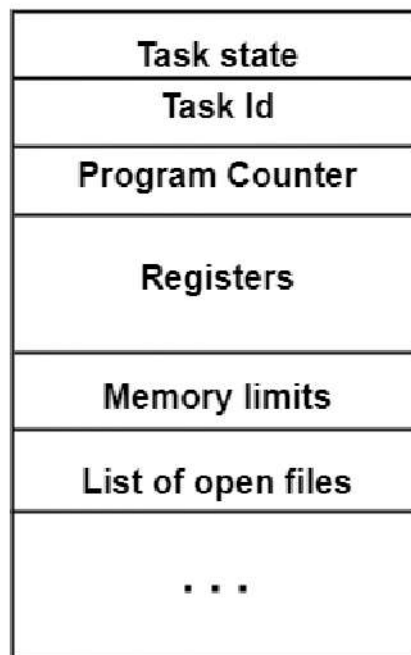 Task state
Task Id
Program Counter
Registers
Memory limits
List of open files
. . .